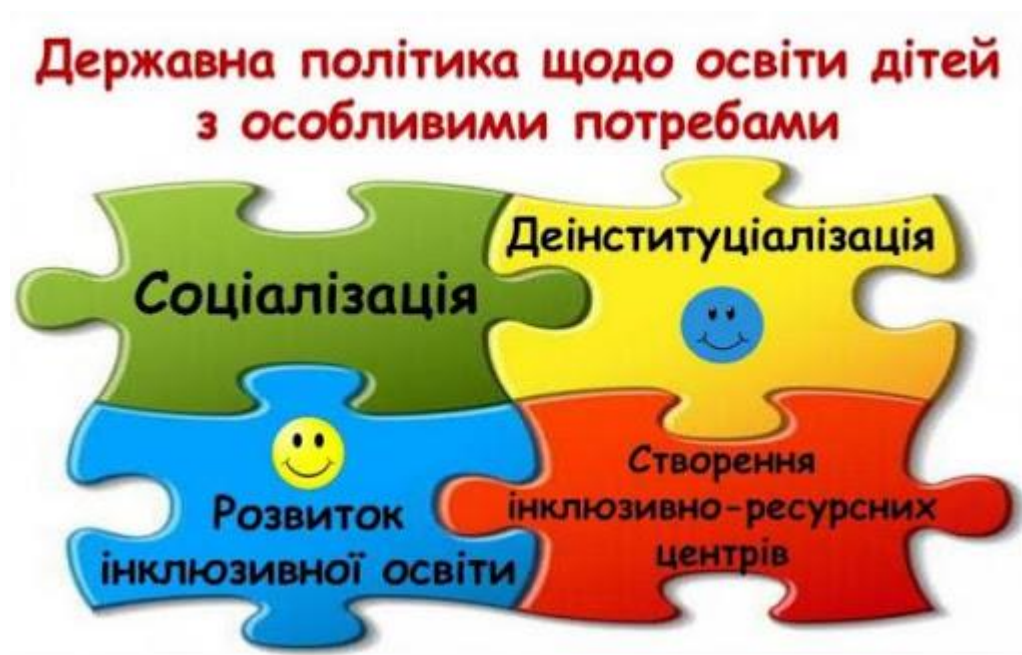 Державна політика щодо освіти дітей
з особливими потребами
Соціалізація
Деінституціалізація
Розвиток
інклюзивної освіти
Створення
інклюзивно-ресурсних
центрів